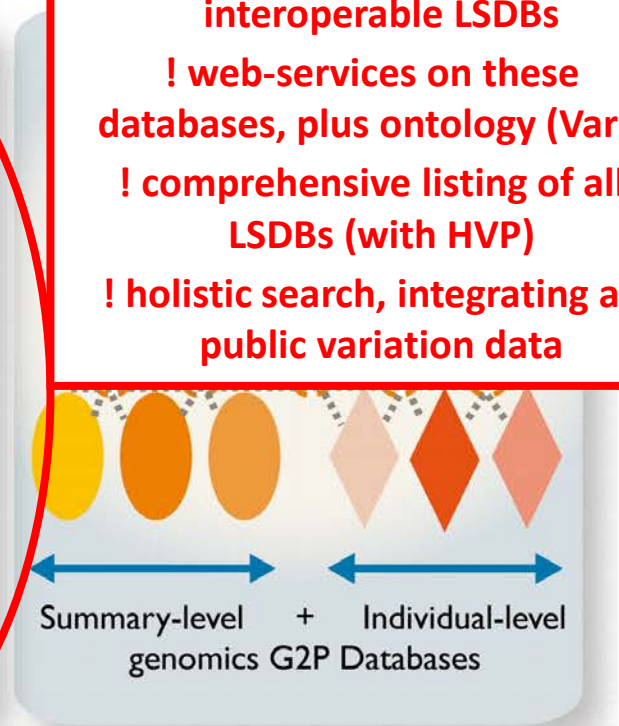 interoperable LSDBs
! web-services on these
databases, plus ontology (Var
! comprehensive listing of all
LSDBs (with HVP)
! holistic search, integrating a
public variation data
Summary-level + Individual-level
genomics G2P Databases